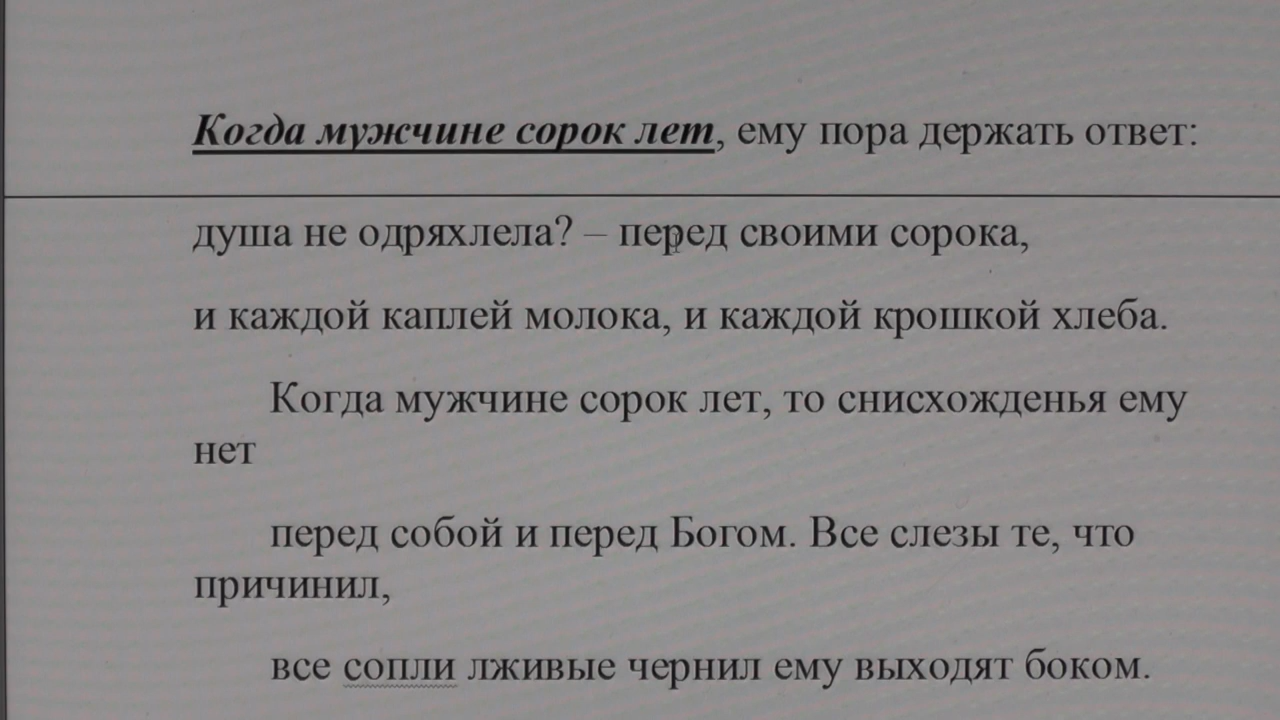 Когда мужчине сорок лет, ему пора держать ответ:
душа не одряхлела? – перед своими сорока,
и каждой каплей молока, и каждой крошкой хлеба.
Когда мужчине сорок лет, то снисхожденья ему
нет
перед собой и перед Богом. Все слезы те, что
причинил,
все сопли лживые чернил ему выходят боком.